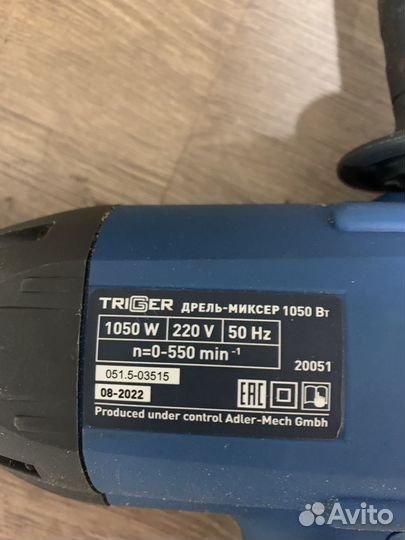 TRIGGER ДРЕЛЬ-МИКСЕР 1050 Вт
1050 W 220 V 50 Hz
n=0-550 min -1
20051
051.5-03515
08-2022
EAC
Produced under control Adler-Mech Gmbh
Avito